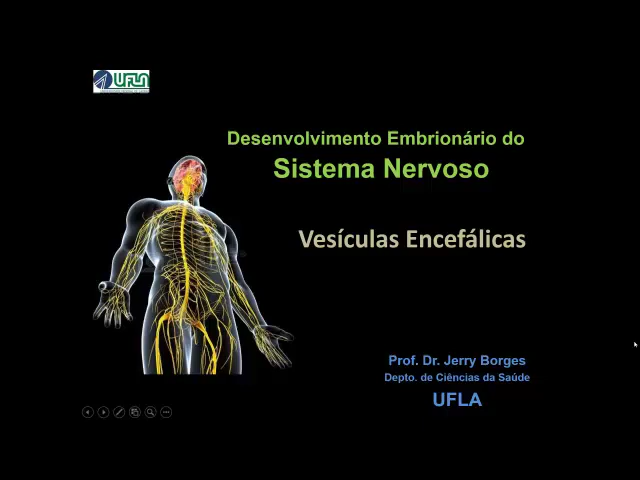 UFLA
Desenvolvimento Embrionário do
Sistema Nervoso
Vesículas Encefálicas
Prof. Dr. Jerry Borges
Depto. de Ciências da Saúde
UFLA